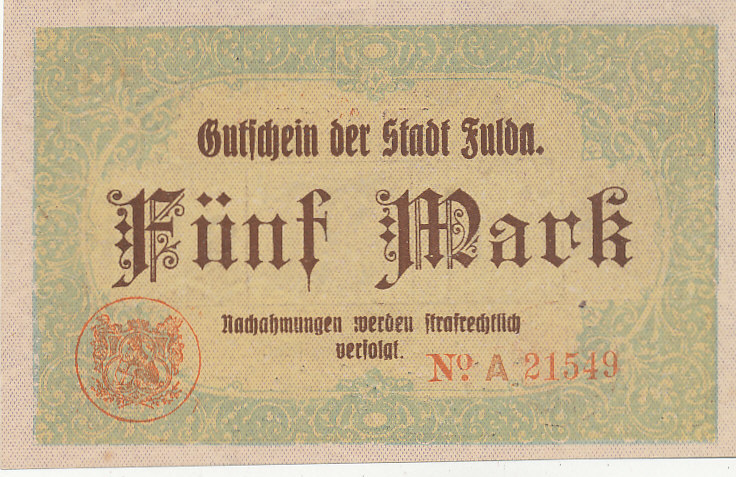 Gutschein der Stadt Fulda.
Fünf Mark
Nachahmungen werden strafrechtlich
verfolgt.
No. A 21549